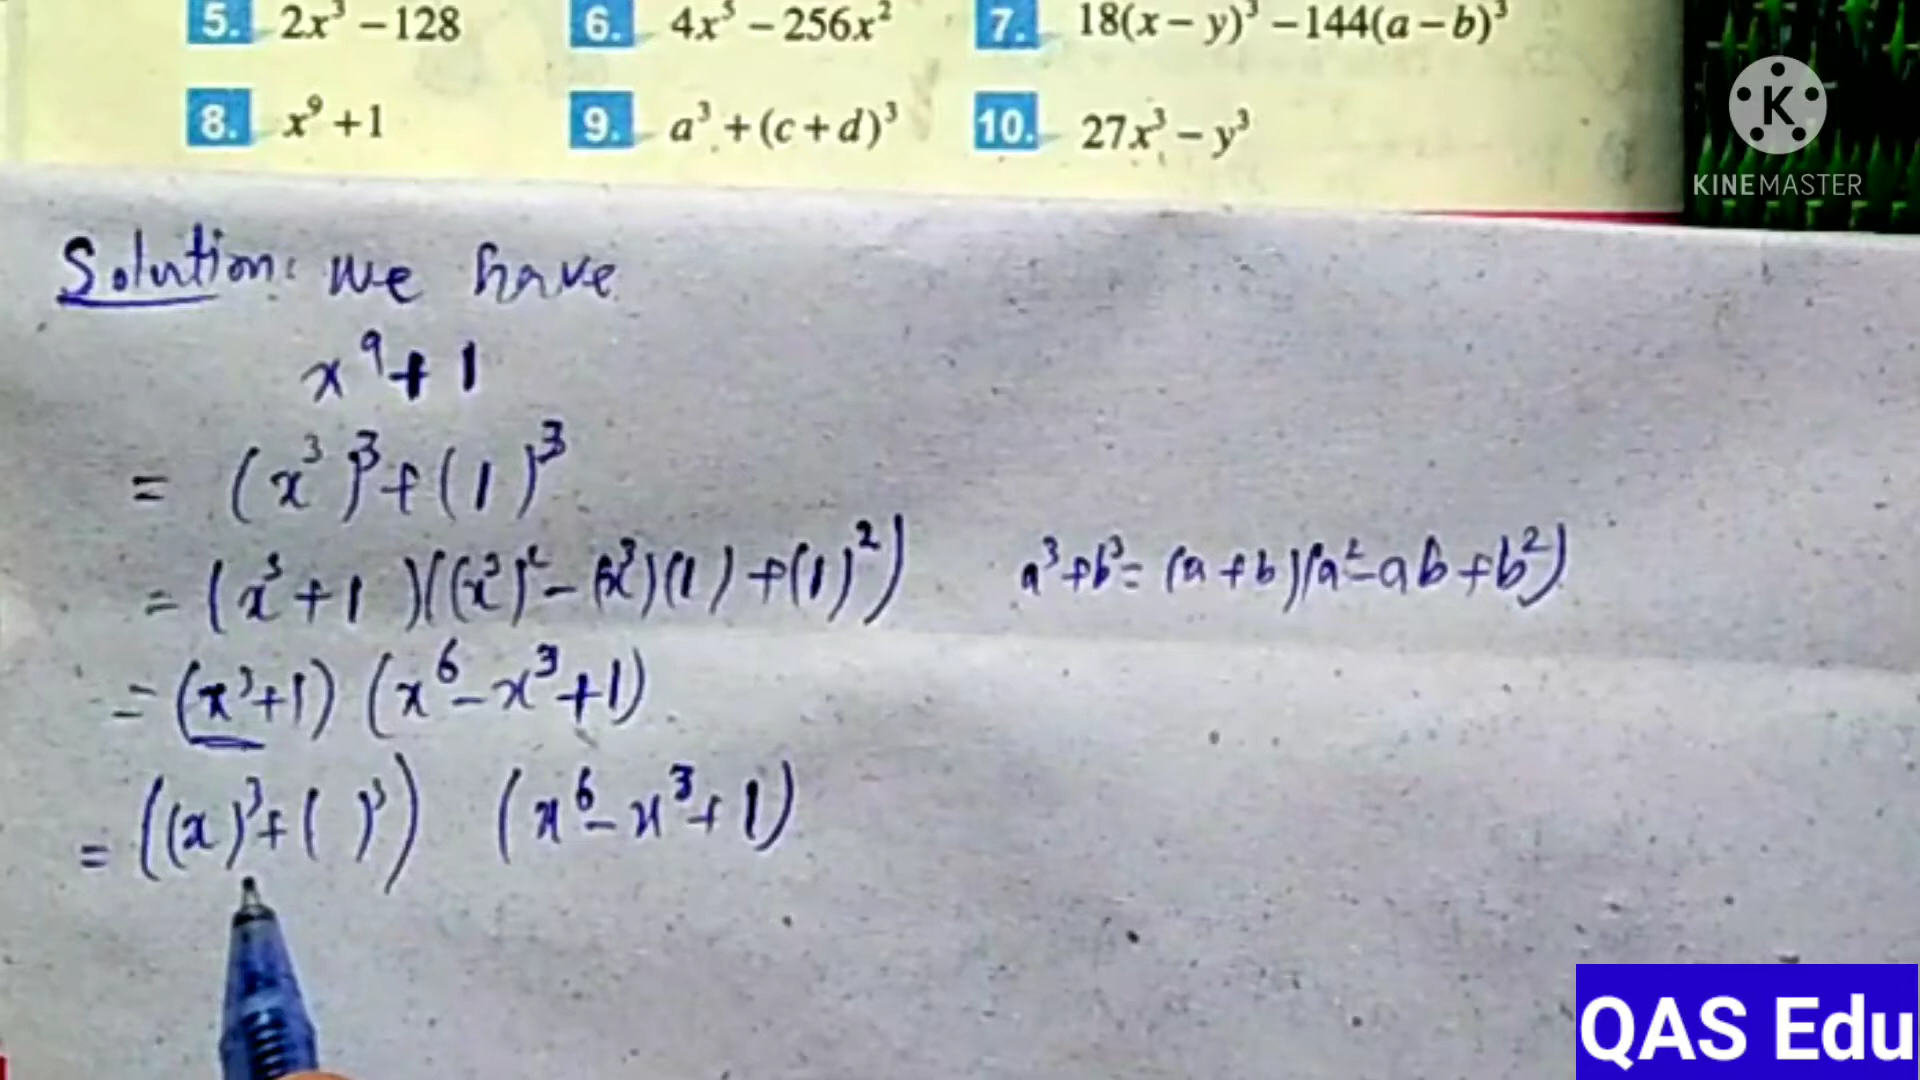 5. 2x³ – 128 6. 4x⁵ – 256x² 7. 18(x – y)³ – 144(a – b)³
8. x⁹ + 1 9. a³ + (c + d)³ 10. 27x³ – y³
K
KINEMASTER
Solution: we have
x⁹ + 1
= (x³)³ + (1)³
= (x³ + 1)((x³)² – (x³)(1) + (1)²) a³ + b³ = (a + b)(a² – ab + b²)
= (x³ + 1) (x⁶ – x³ + 1)
= ((x)³ + ( )³) (x⁶ – x³ + 1)
QAS Edu